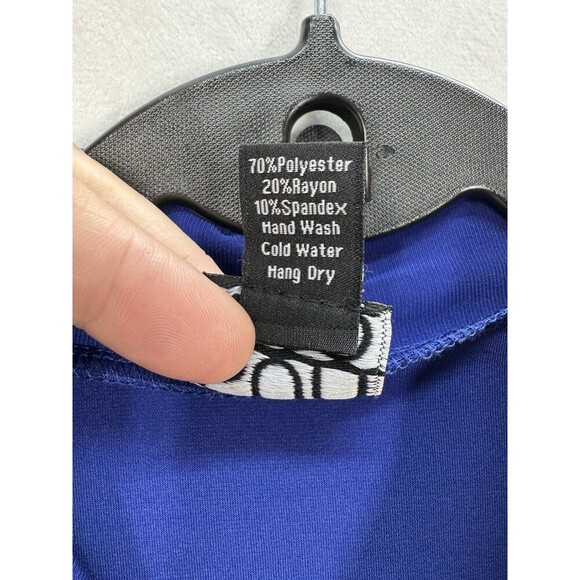 70%Polyester
20%Rayon
10%Spandex
Hand Wash
Cold Water
Hang Dry